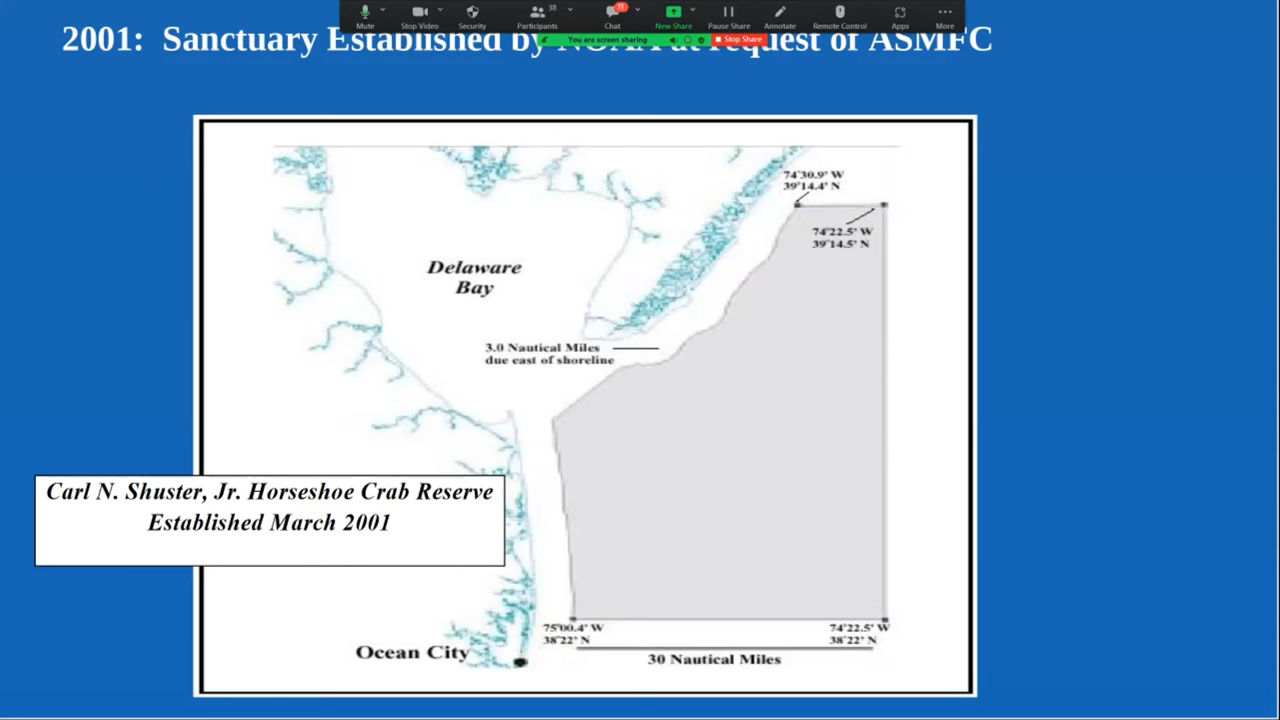 38
11
Mute
Stop Video
Security
Participants
Chat
New Share
Pause Share
Annotate
Remote Control
Apps
More
You are screen sharing
Stop Share
2001: Sanctuary Established by request of ASMFC
74°30.9' W
39°14.4' N
74°22.5' W
39°14.5' N
Delaware
Bay
3.0 Nautical Miles
due east of shoreline
Carl N. Shuster, Jr. Horseshoe Crab Reserve
Established March 2001
75°00.4' W
38°22' N
74°22.5' W
38°22' N
Ocean City
30 Nautical Miles